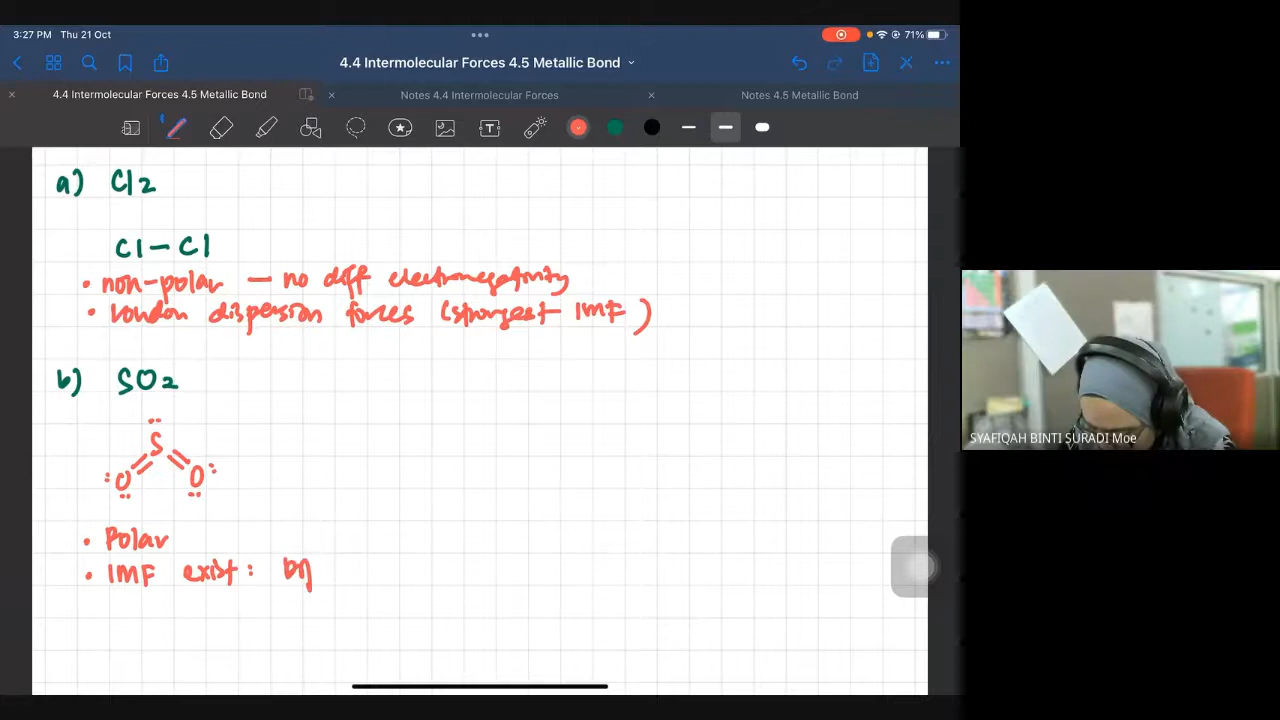 3:27 PM Thu 21 Oct
71%
4.4 Intermolecular Forces 4.5 Metallic Bond
4.4 Intermolecular Forces 4.5 Metallic Bond
Notes 4.4 Intermolecular Forces
Notes 4.5 Metallic Bond
a) Cl2
Cl – Cl
• non-polar — no diff electronegativity
• London dispersion forces (strongest IMF)
b) SO2
S
O O
• Polar
• IMF exist:
SYAFIQAH BINTI SURADI Moe